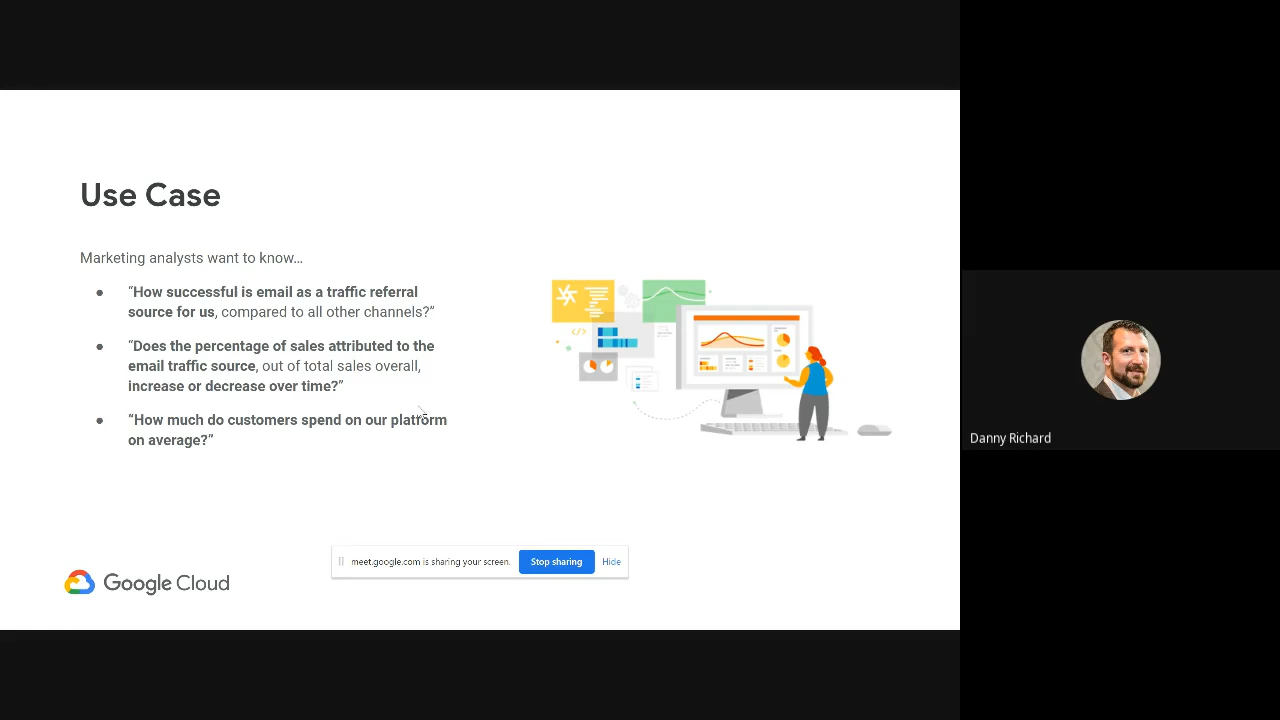 Use Case
Marketing analysts want to know...
● “How successful is email as a traffic referral
source for us, compared to all other channels?”
● “Does the percentage of sales attributed to the
email traffic source, out of total sales overall,
increase or decrease over time?”
● “How much do customers spend on our platform
on average?”
meet.google.com is sharing your screen.
Stop sharing
Hide
Google Cloud
Danny Richard